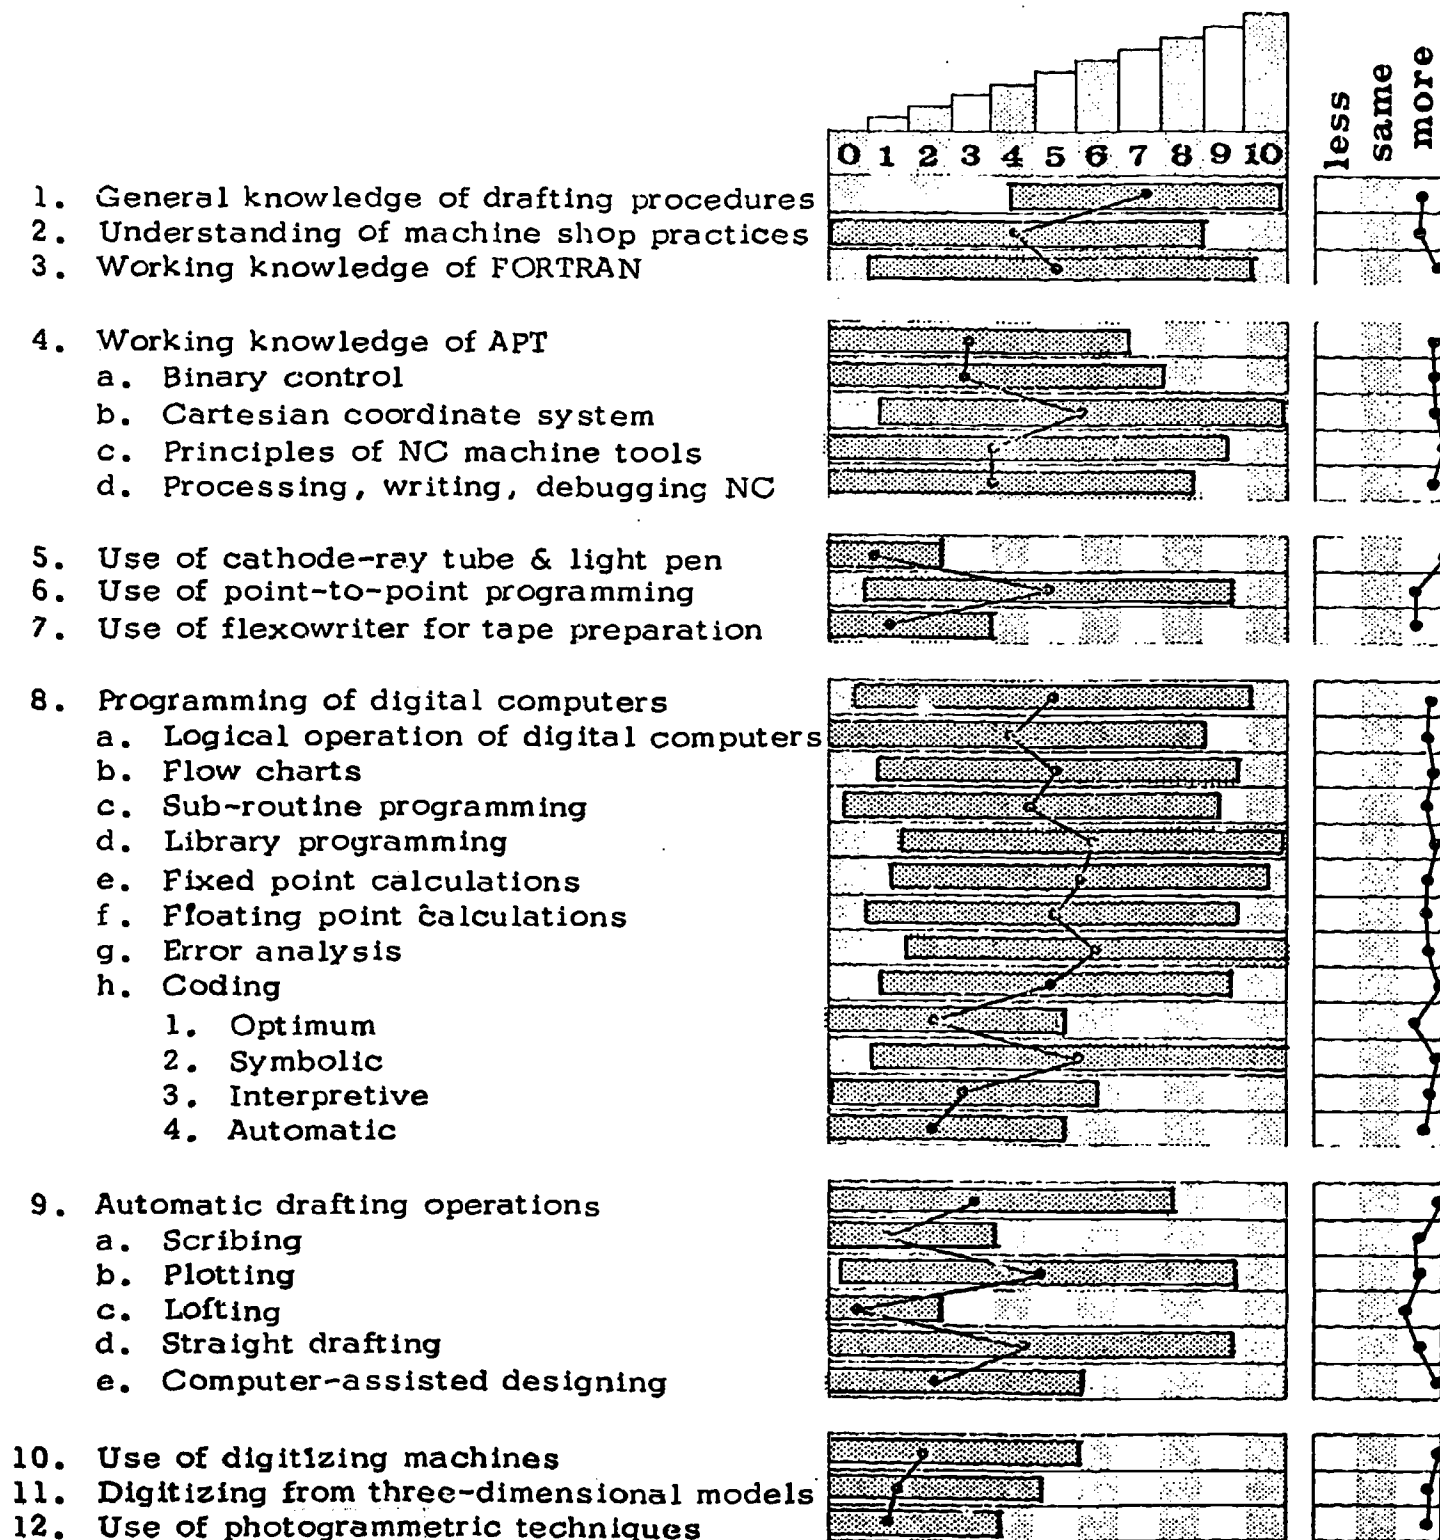 less same more
0 1 2 3 4 5 6 7 8 9 10
1. General knowledge of drafting procedures
2. Understanding of machine shop practices
3. Working knowledge of FORTRAN
4. Working knowledge of APT
a. Binary control
b. Cartesian coordinate system
c. Principles of NC machine tools
d. Processing, writing, debugging NC
5. Use of cathode-ray tube & light pen
6. Use of point-to-point programming
7. Use of flexowriter for tape preparation
8. Programming of digital computers
a. Logical operation of digital computers
b. Flow charts
c. Sub-routine programming
d. Library programming
e. Fixed point calculations
f. Floating point calculations
g. Error analysis
h. Coding
1. Optimum
2. Symbolic
3. Interpretive
4. Automatic
9. Automatic drafting operations
a. Scribing
b. Plotting
c. Lofting
d. Straight drafting
e. Computer-assisted designing
10. Use of digitizing machines
11. Digitizing from three-dimensional models
12. Use of photogrammetric techniques